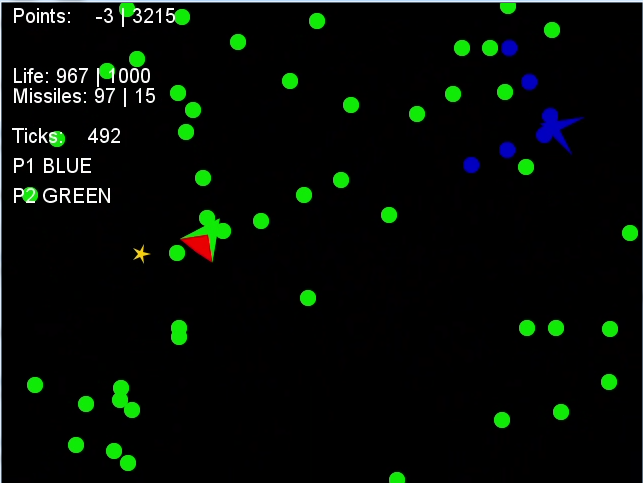 Points: -3 | 3215
Life: 967 | 1000
Missiles: 97 | 15
Ticks: 492
P1 BLUE
P2 GREEN